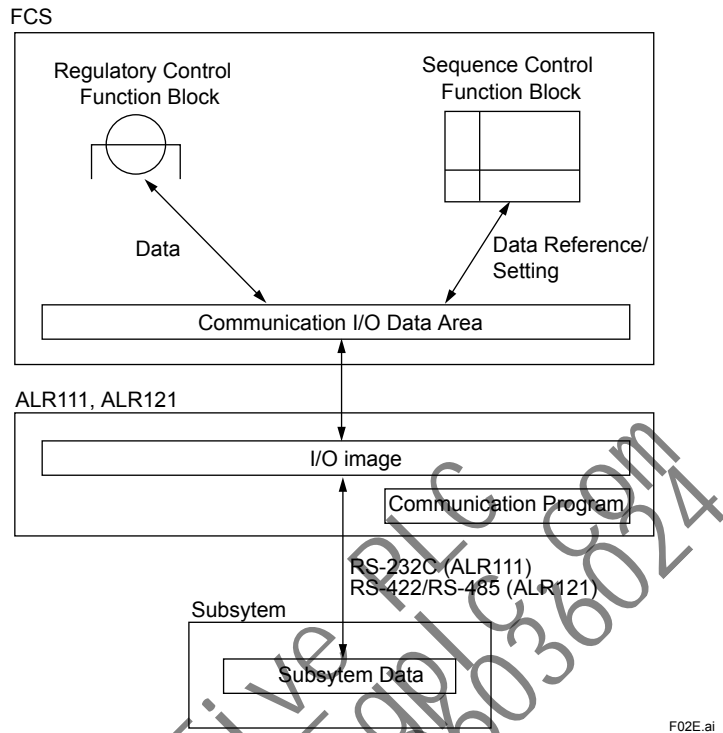 FCS
Regulatory Control
Function Block
Sequence Control
Function Block
Data
Data Reference/
Setting
Communication I/O Data Area
ALR111, ALR121
I/O image
Communication Program
RS-232C (ALR111)
RS-422/RS-485 (ALR121)
Subsytem
Subsytem Data
F02E.ai